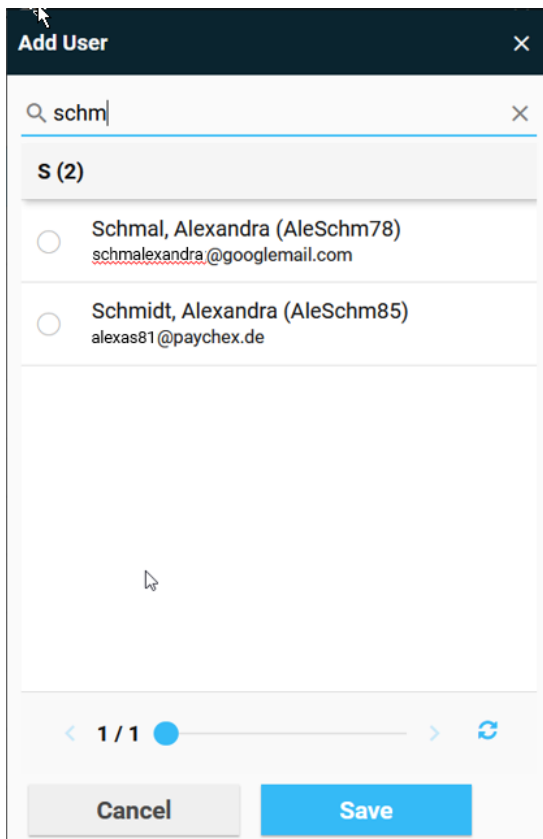 Add User
schm
S (2)
Schmal, Alexandra (AleSchm78)
schmalexandra@googlemail.com
Schmidt, Alexandra (AleSchm85)
alexas81@paychex.de
1 / 1
Cancel
Save